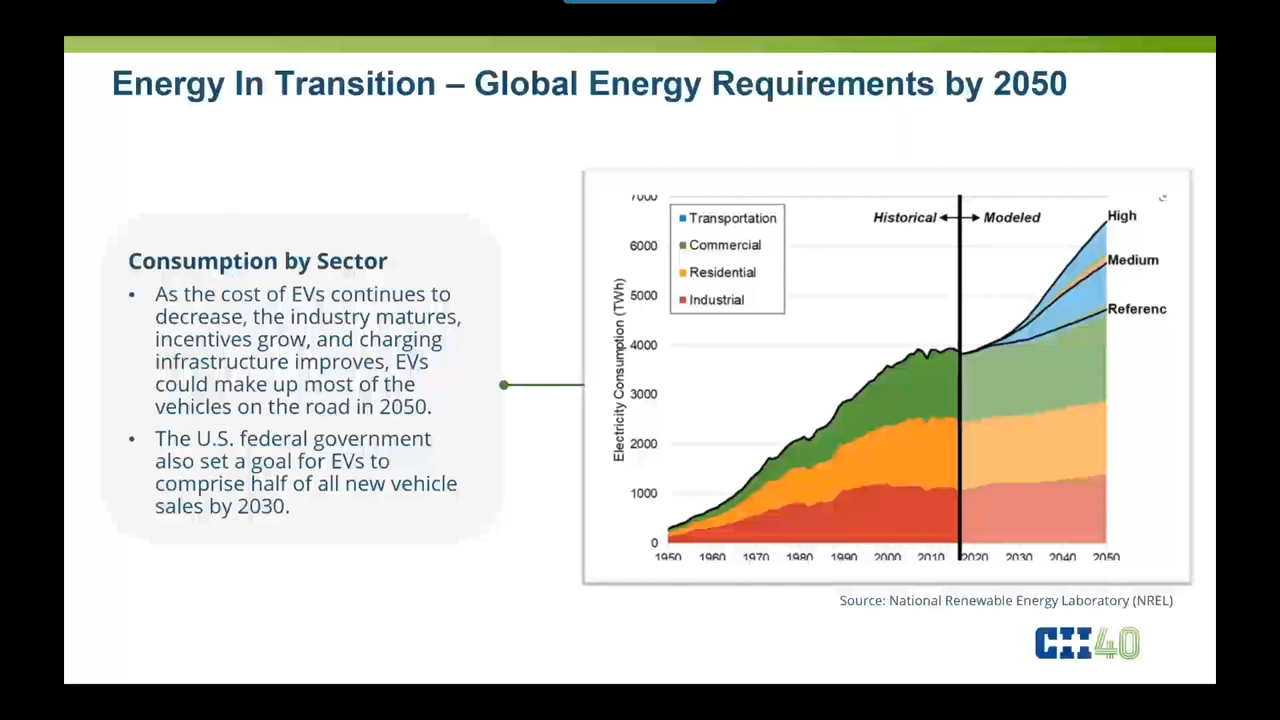 Energy In Transition – Global Energy Requirements by 2050
Consumption by Sector
• As the cost of EVs continues to
decrease, the industry matures,
incentives grow, and charging
infrastructure improves, EVs
could make up most of the
vehicles on the road in 2050.
• The U.S. federal government
also set a goal for EVs to
comprise half of all new vehicle
sales by 2030.
Electricity Consumption (TWh)
7000
6000
5000
4000
3000
2000
1000
0
Transportation
Commercial
Residential
Industrial
Historical
Modeled
High
Medium
Referenc
1950 1960 1970 1980 1990 2000 2010 2020 2030 2040 2050
Source: National Renewable Energy Laboratory (NREL)
CII 40